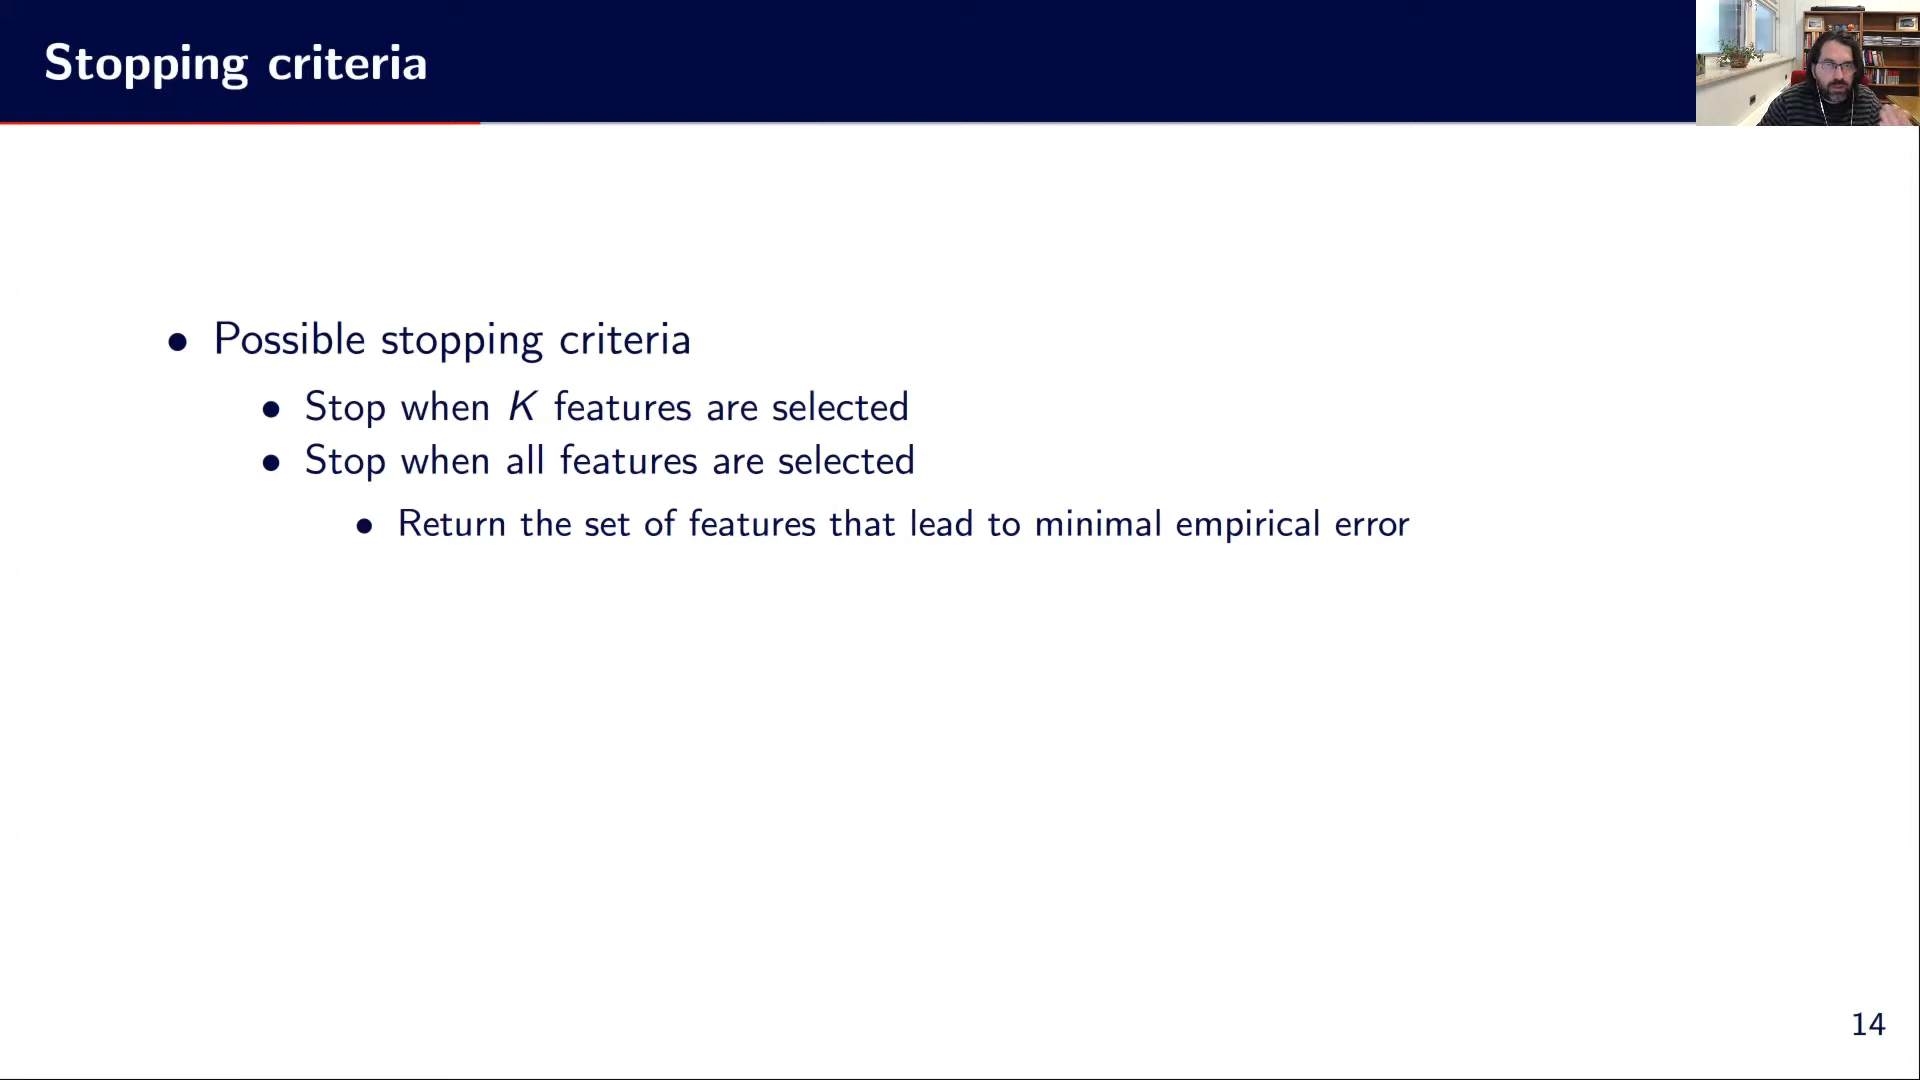 Stopping criteria
• Possible stopping criteria
• Stop when K features are selected
• Stop when all features are selected
• Return the set of features that lead to minimal empirical error
14